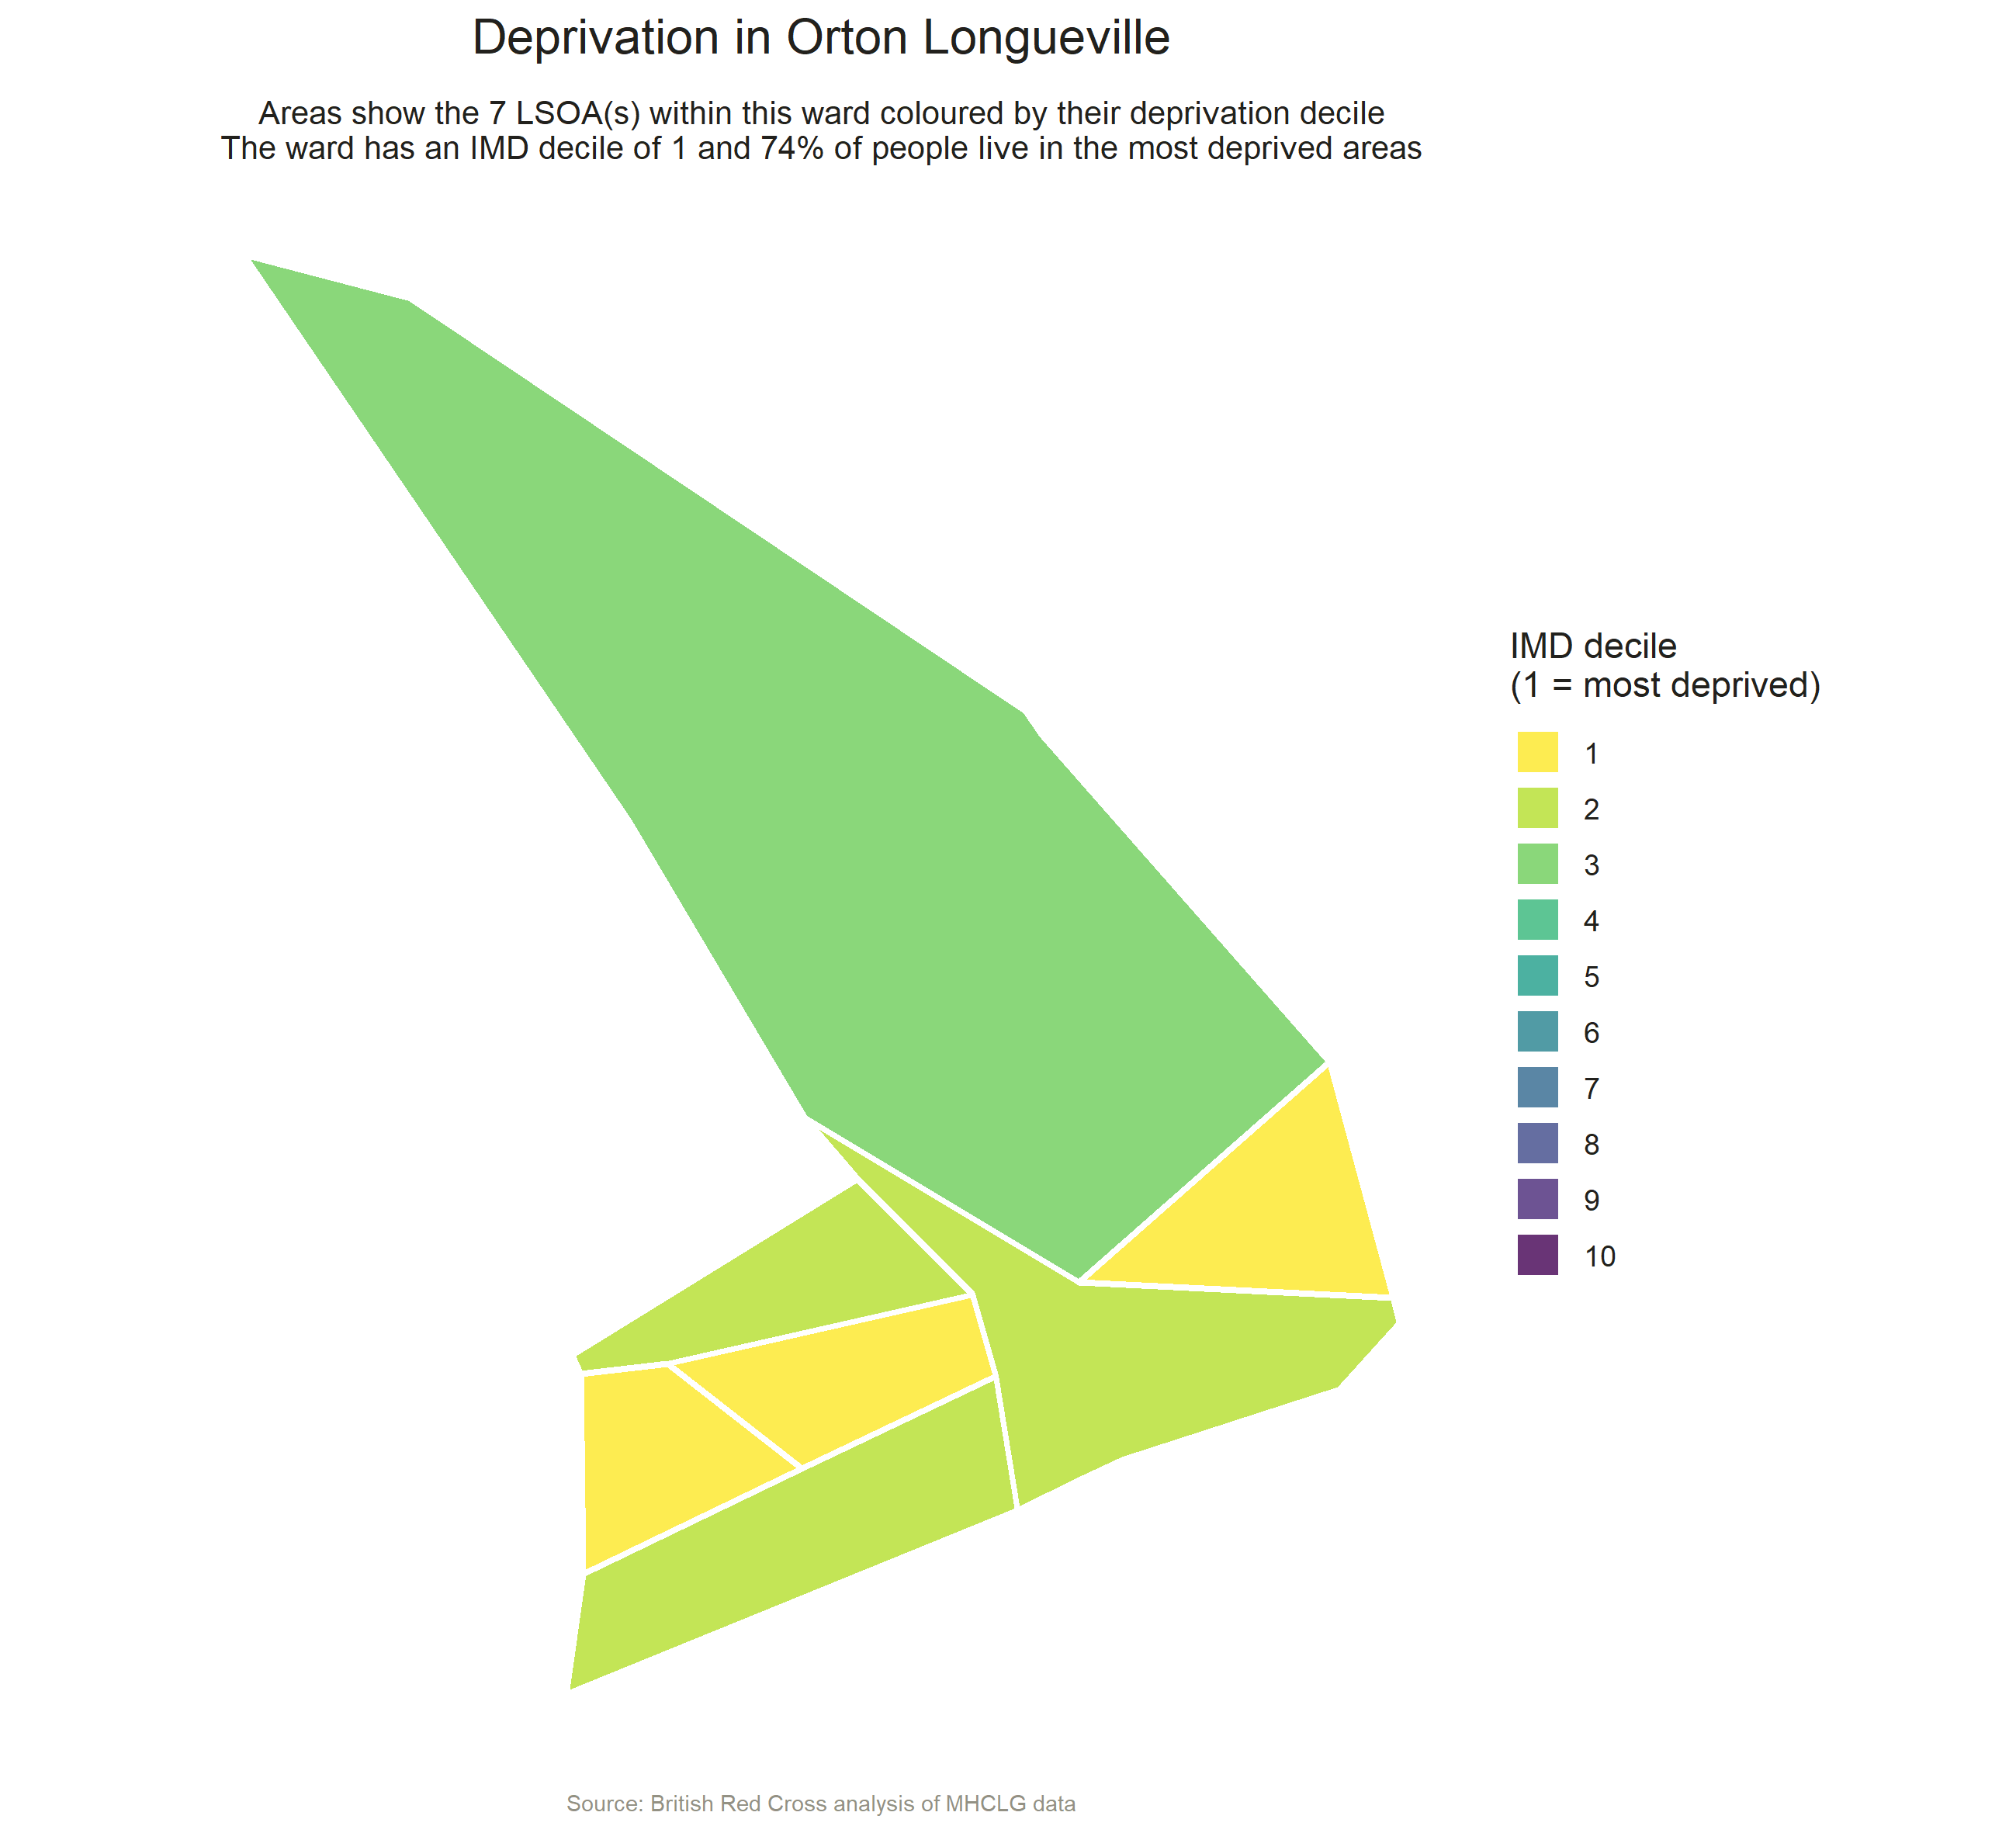 Deprivation in Orton Longueville
Areas show the 7 LSOA(s) within this ward coloured by their deprivation decile
The ward has an IMD decile of 1 and 74% of people live in the most deprived areas
IMD decile
(1 = most deprived)
1
2
3
4
5
6
7
8
9
10
Source: British Red Cross analysis of MHCLG data